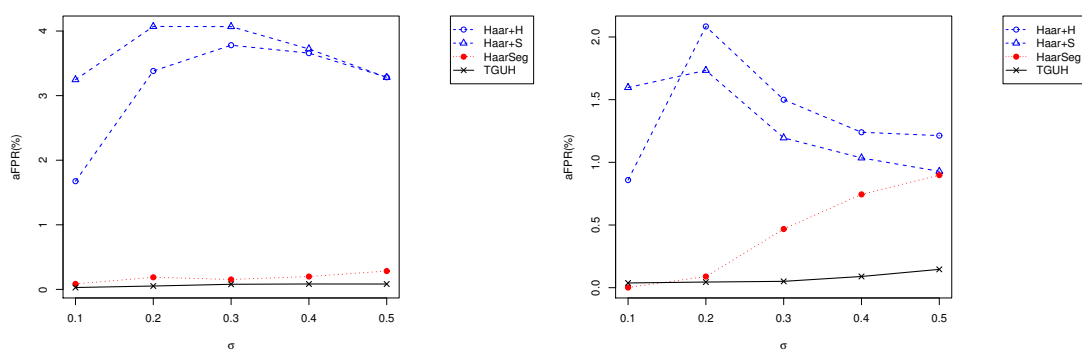 aFPR(%)
4
3
2
1
0
0.1 0.2 0.3 0.4 0.5
σ
Haar+H
Haar+S
HaarSeg
TGUH
aFPR(%)
2.0
1.5
1.0
0.5
0.0
0.1 0.2 0.3 0.4 0.5
σ
Haar+H
Haar+S
HaarSeg
TGUH